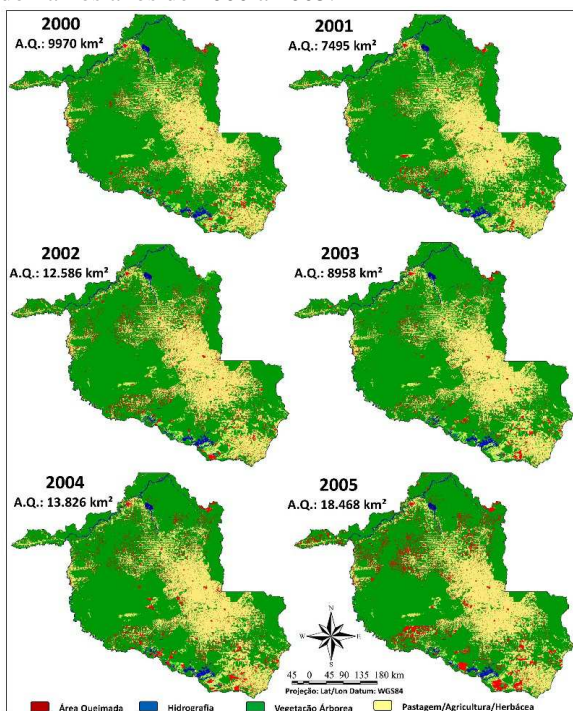 2000
A.Q.: 9970 km²
2001
A.Q.: 7495 km²
2002
A.Q.: 12.586 km²
2003
A.Q.: 8958 km²
2004
A.Q.: 13.826 km²
2005
A.Q.: 18.468 km²
N
W E
S
45 0 45 90 135 180 km
Projeção: Lat/Lon Datum: WGS84
Área Queimada Hidrografia Vegetação Árborea Pastagem/Agricultura/Herbácea